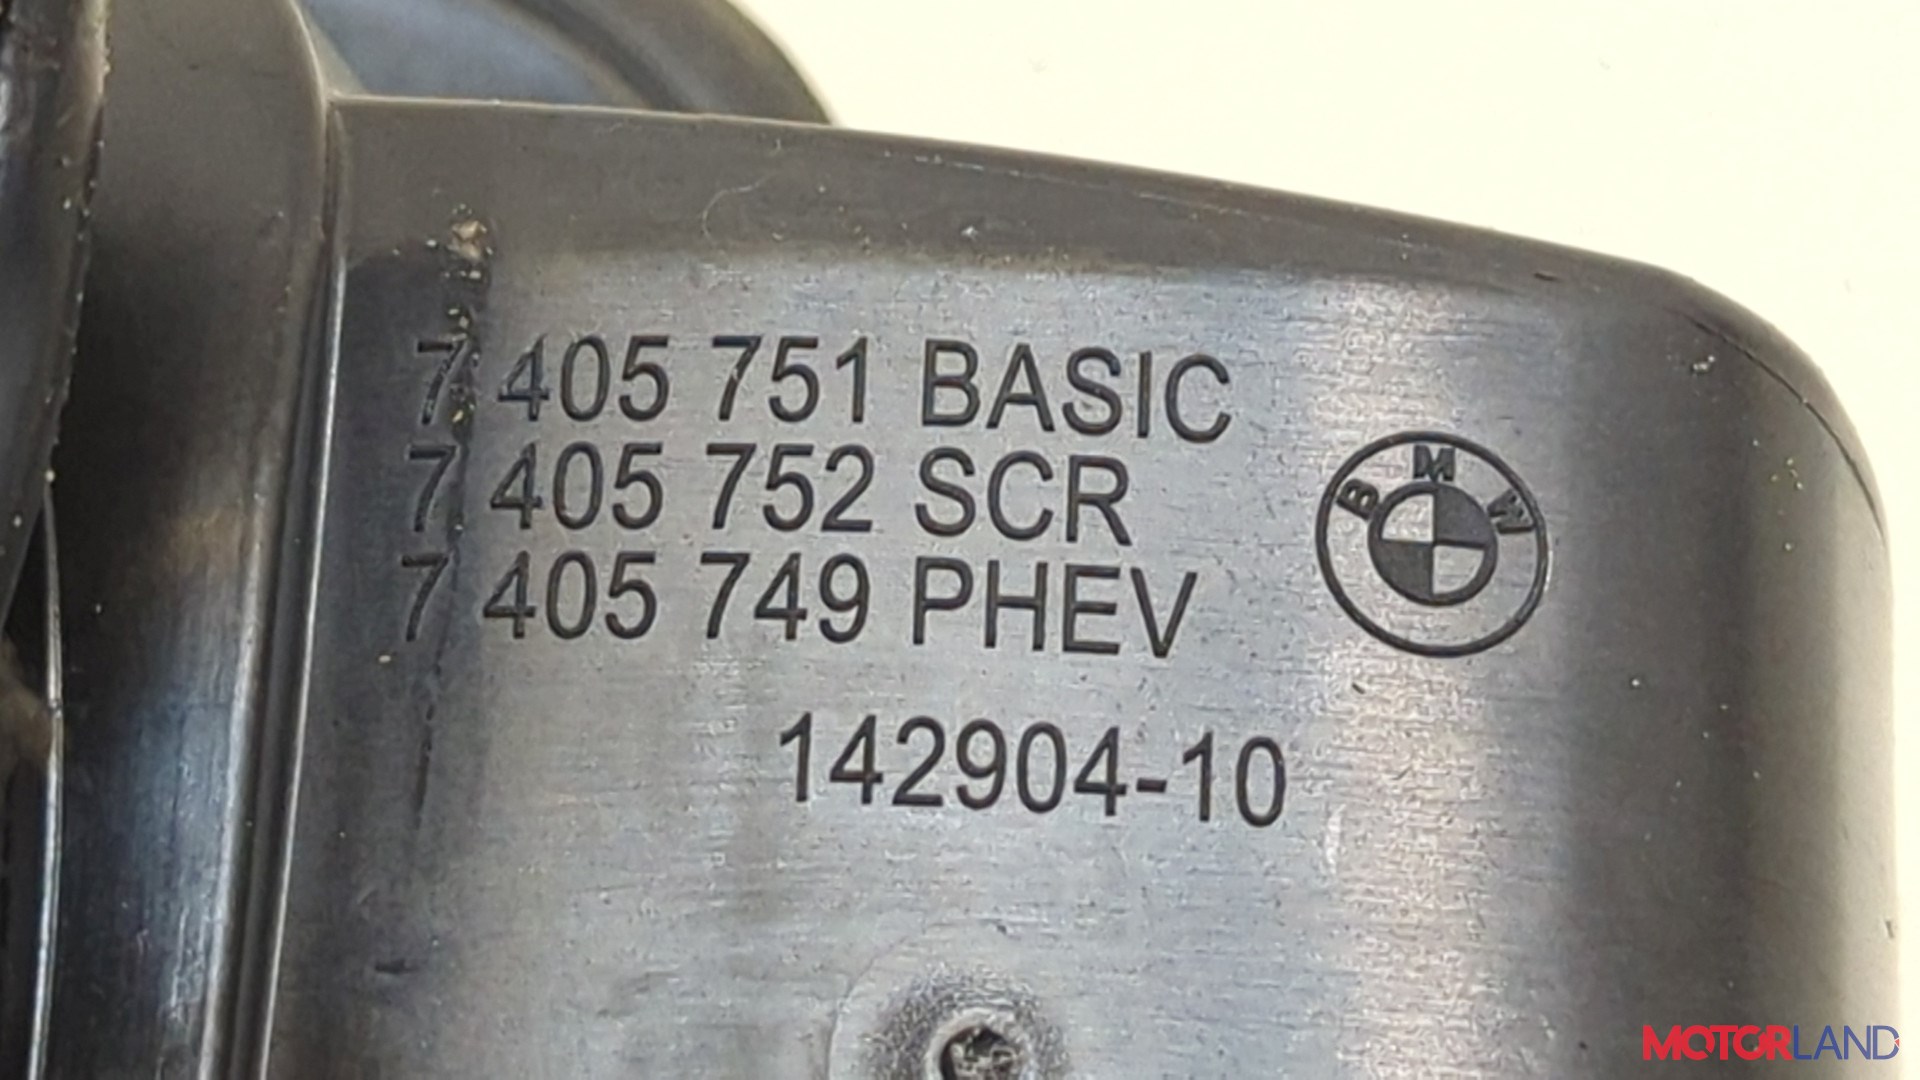 7 405 751 BASIC
7 405 752 SCR
7 405 749 PHEV
BMW
142904-10
MOTORLAND